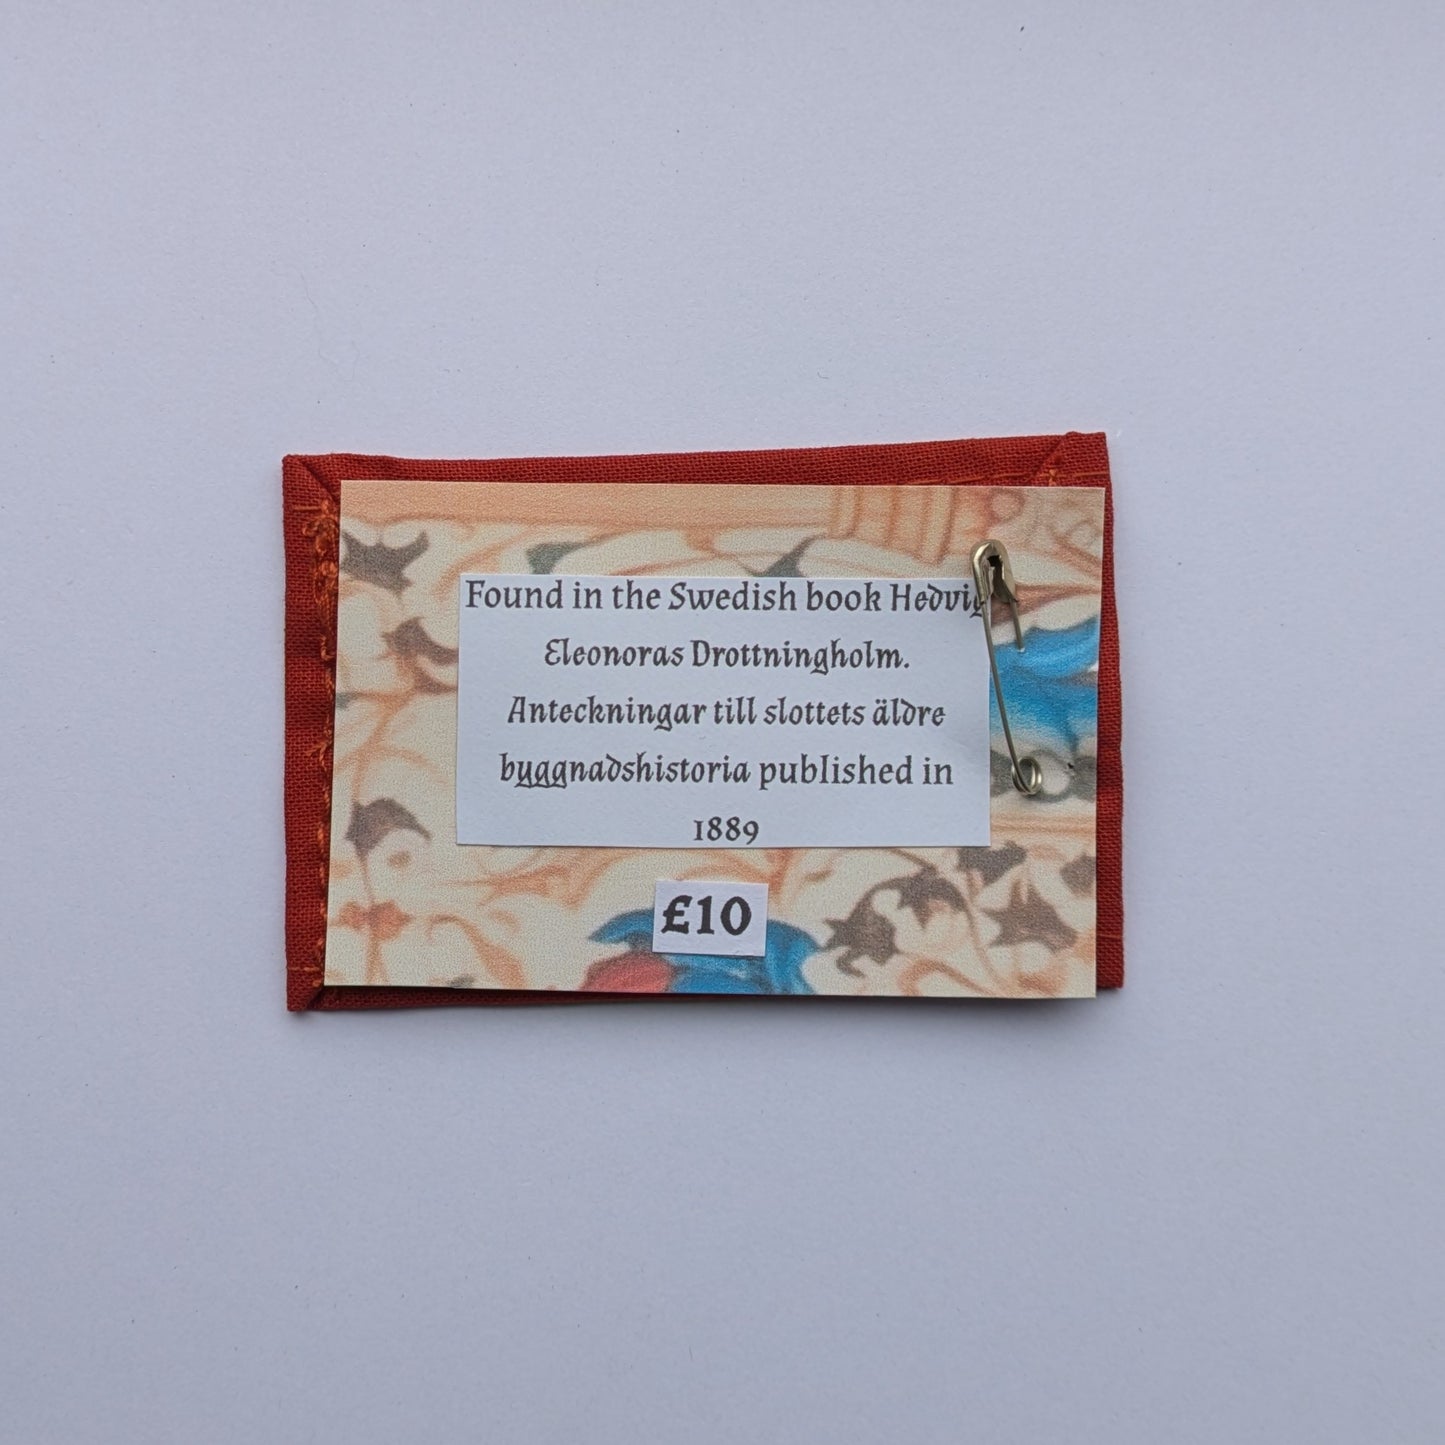 Found in the Swedish book Hedvig
Eleonoras Drottningholm.
Anteckningar till slottets äldre
byggnadshistoria published in
1889
£10